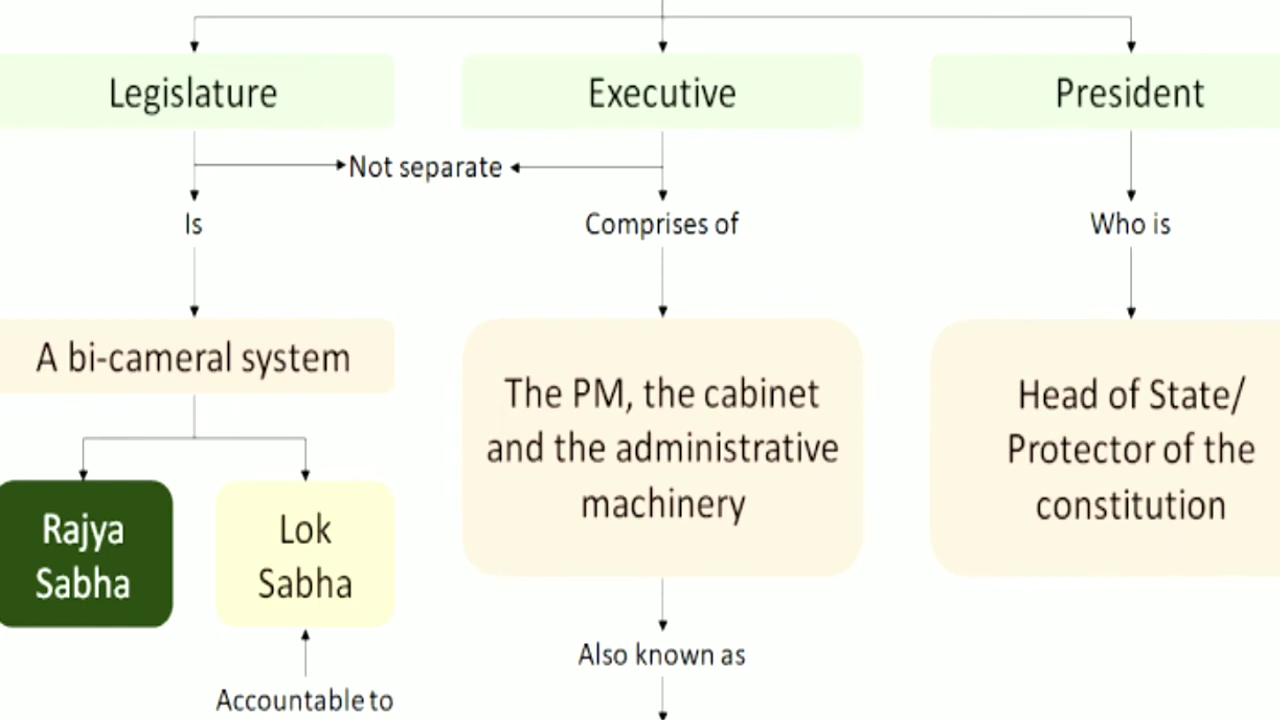 Legislature
Executive
President
Not separate
Is
Comprises of
Who is
A bi-cameral system
The PM, the cabinet
and the administrative
machinery
Head of State/
Protector of the
constitution
Rajya
Sabha
Lok
Sabha
Also known as
Accountable to